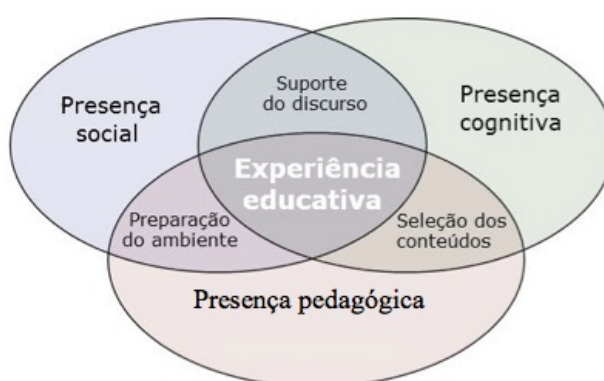 Presença
social
Suporte
do discurso
Presença
cognitiva
Experiência
educativa
Preparação
do ambiente
Seleção dos
conteúdos
Presença pedagógica